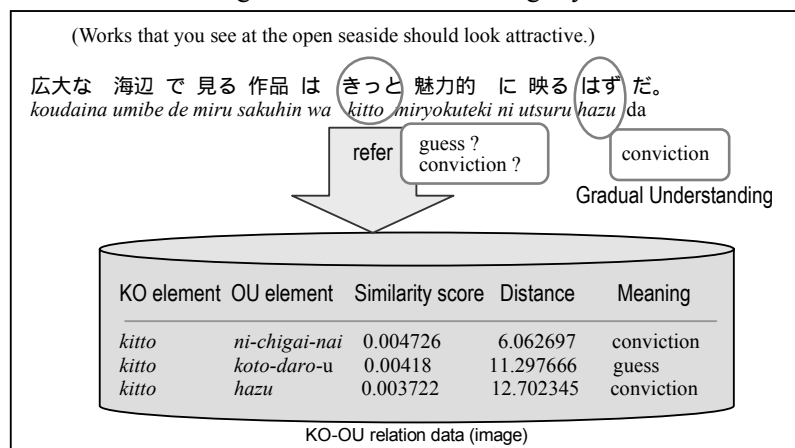 (Works that you see at the open seaside should look attractive.)
広大な 海辺 で 見る 作品 は きっと 魅力的 に 映る はず だ。
koudaina umibe de miru sakuhin wa kitto miryokuteki ni utsuru hazu da
refer
guess ?
conviction ?
conviction
Gradual Understanding
KO element OU element Similarity score Distance Meaning
kitto ni-chigai-nai 0.004726 6.062697 conviction
kitto koto-daro-u 0.00418 11.297666 guess
kitto hazu 0.003722 12.702345 conviction
KO-OU relation data (image)